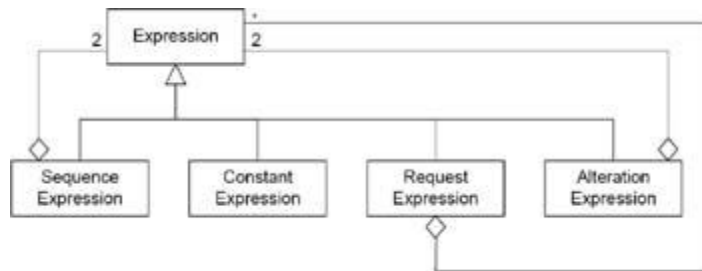 *
Expression
2
2
Sequence
Expression
Constant
Expression
Request
Expression
Alteration
Expression